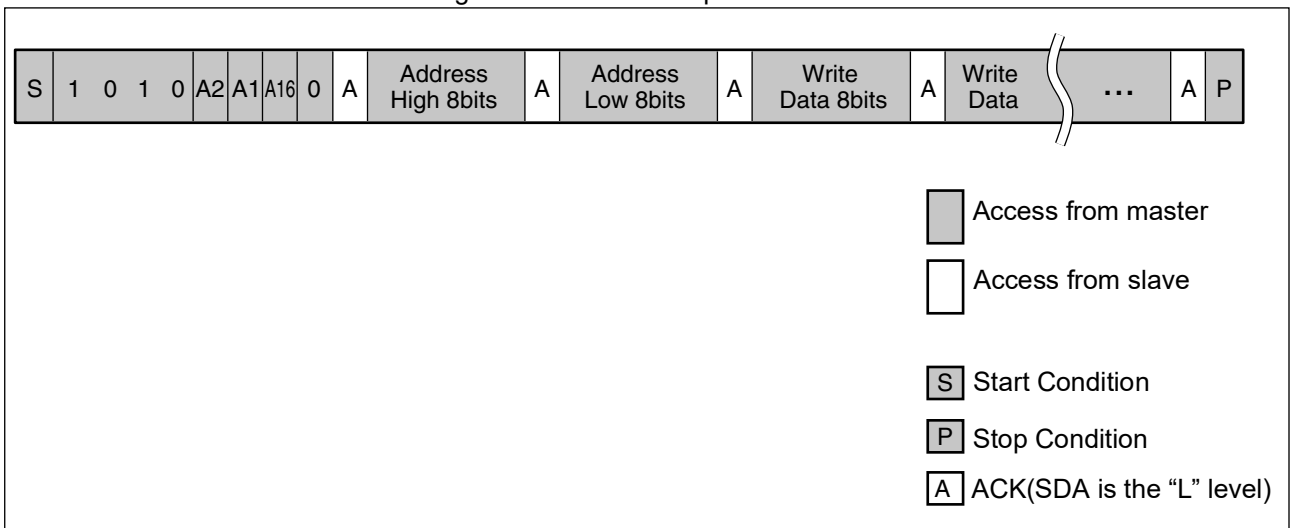 S 1 0 1 0 A2 A1 A16 0 A Address High 8bits A Address Low 8bits A Write Data 8bits A Write Data ... A P
Access from master
Access from slave
S Start Condition
P Stop Condition
A ACK(SDA is the “L” level)